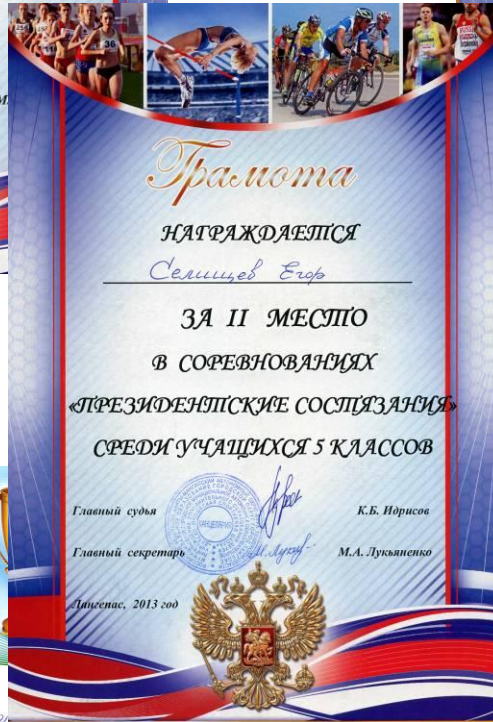 Грамота
НАГРАЖДАЕТСЯ
Селищев Егор
ЗА II МЕСТО
В СОРЕВНОВАНИЯХ
«ПРЕЗИДЕНТСКИЕ СОСТЯЗАНИЯ»
СРЕДИ УЧАЩИХСЯ 5 КЛАССОВ
Главный судья К.Б. Идрисов
КАНЦЕЛЯРИЯ
Главный секретарь М.А. Лукьяненко
Лангепас, 2013 год